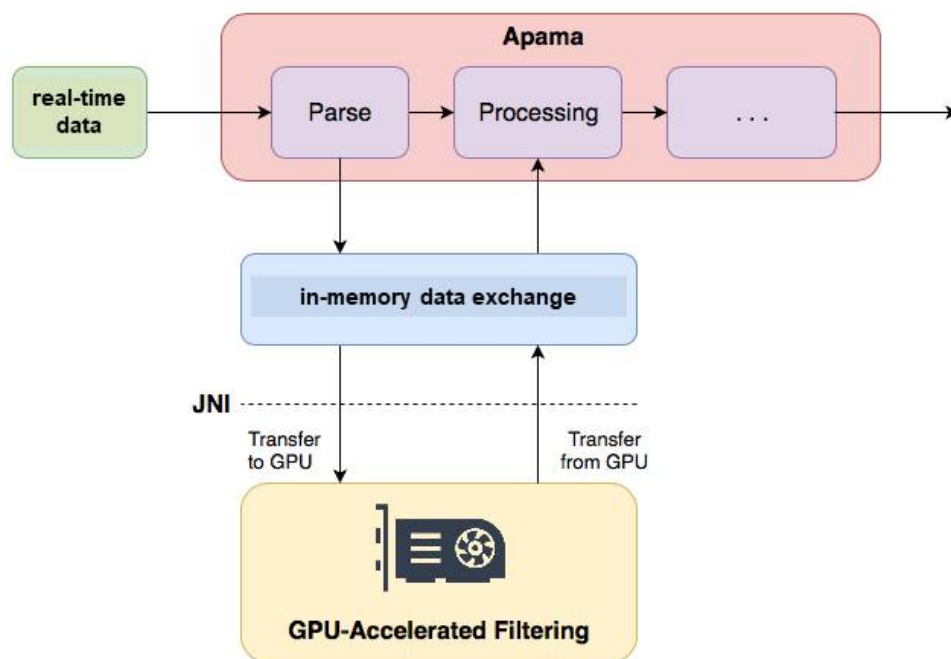 Apama
real-time
data
Parse
Processing
. . .
in-memory data exchange
JNI
Transfer
to GPU
Transfer
from GPU
GPU-Accelerated Filtering